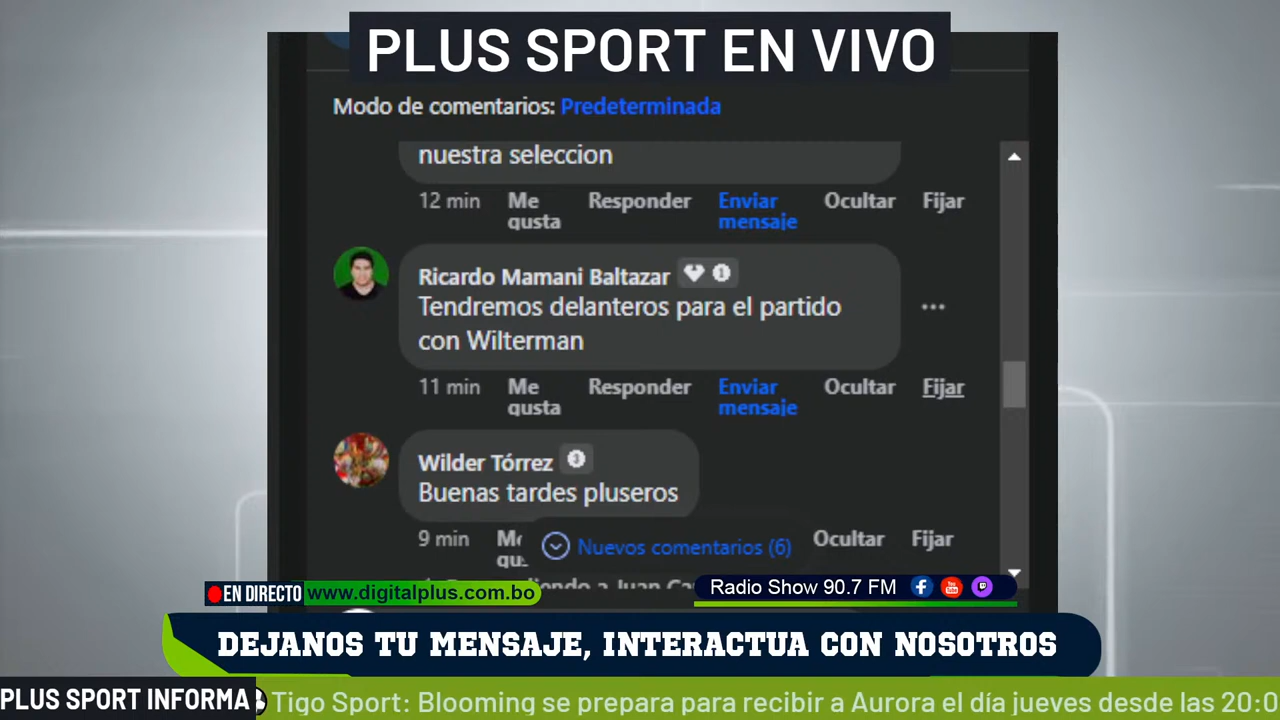 PLUS SPORT EN VIVO
Modo de comentarios: Predeterminada
nuestra seleccion
12 min Me gusta Responder Enviar mensaje Ocultar Fijar
Ricardo Mamani Baltazar
Tendremos delanteros para el partido
con Wilterman
11 min Me gusta Responder Enviar mensaje Ocultar Fijar
Wilder Tórrez
Buenas tardes pluseros
9 min Ocultar Fijar
Nuevos comentarios (6)
a Juan
EN DIRECTO www.digitalplus.com.bo
Radio Show 90.7 FM
DEJANOS TU MENSAJE, INTERACTUA CON NOSOTROS
PLUS SPORT INFORMA Tigo Sport: Blooming se prepara para recibir a Aurora el día jueves desde las 20:0